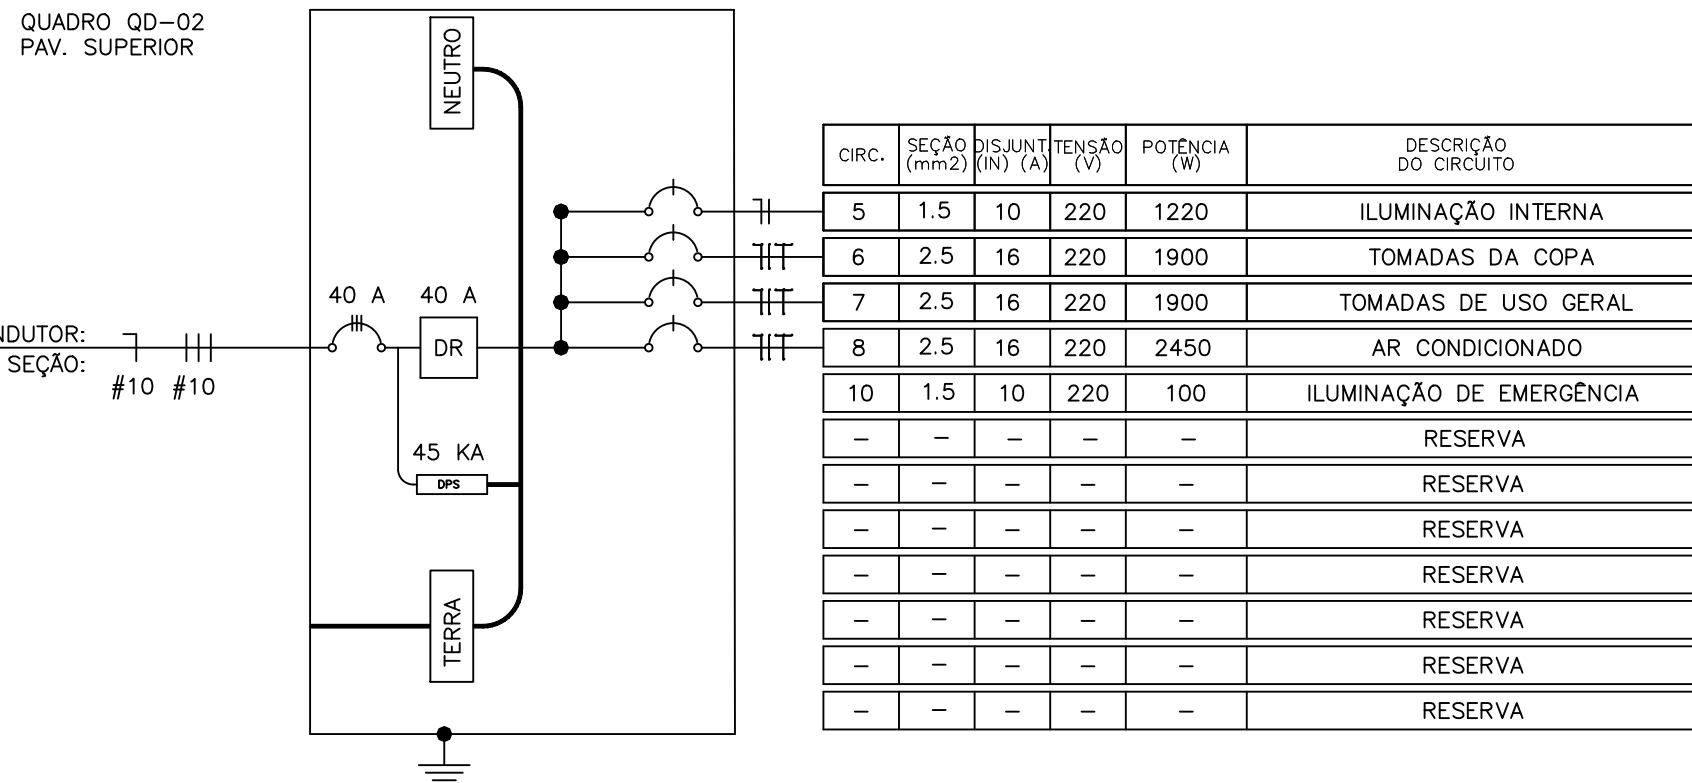 QUADRO QD-02
PAV. SUPERIOR
NEUTRO
40 A
40 A
DR
NDUTOR:
SEÇÃO:
#10 #10
45 KA
DPS
TERRA
CIRC. SEÇÃO (mm2) DISJUNT. (IN) (A) TENSÃO (V) POTÊNCIA (W) DESCRIÇÃO DO CIRCUITO
5 1.5 10 220 1220 ILUMINAÇÃO INTERNA
6 2.5 16 220 1900 TOMADAS DA COPA
7 2.5 16 220 1900 TOMADAS DE USO GERAL
8 2.5 16 220 2450 AR CONDICIONADO
10 1.5 10 220 100 ILUMINAÇÃO DE EMERGÊNCIA
- - - - - RESERVA
- - - - - RESERVA
- - - - - RESERVA
- - - - - RESERVA
- - - - - RESERVA
- - - - - RESERVA
- - - - - RESERVA